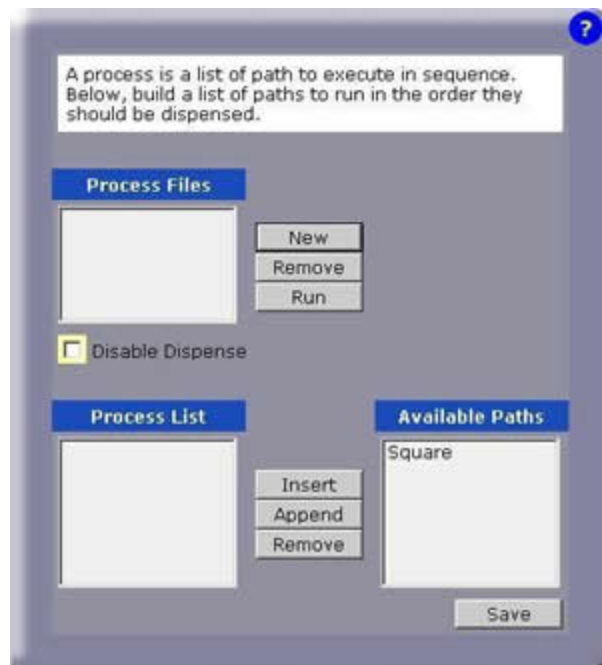 ?
A process is a list of path to execute in sequence.
Below, build a list of paths to run in the order they
should be dispensed.
Process Files
New
Remove
Run
Disable Dispense
Process List
Available Paths
Square
Insert
Append
Remove
Save